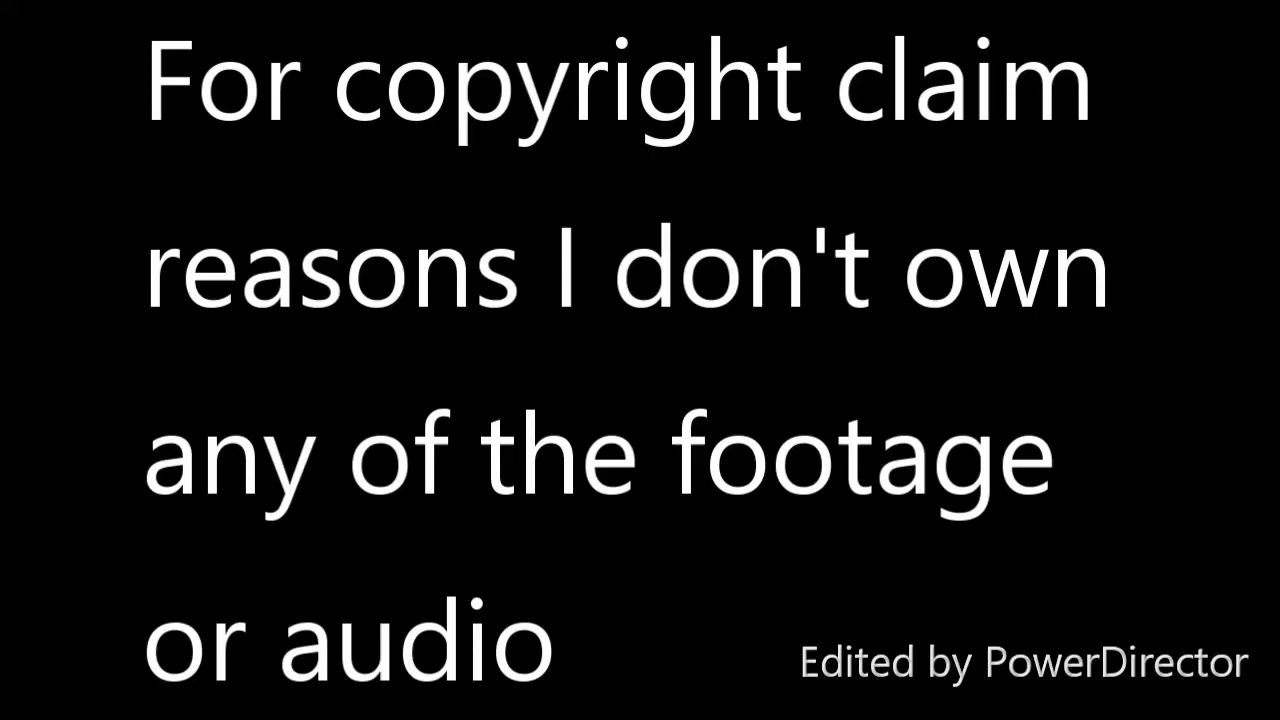 For copyright claim
reasons I don't own
any of the footage
or audio
Edited by PowerDirector